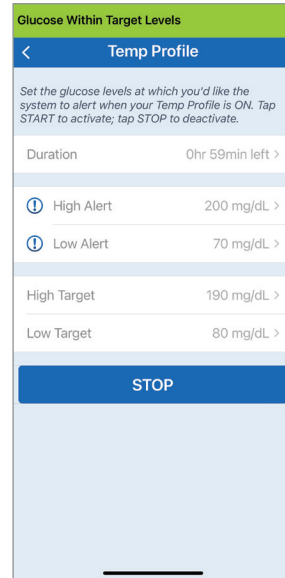 Glucose Within Target Levels
Temp Profile
Set the glucose levels at which you'd like the
system to alert when your Temp Profile is ON. Tap
START to activate; tap STOP to deactivate.
Duration 0hr 59min left >
High Alert 200 mg/dL >
Low Alert 70 mg/dL >
High Target 190 mg/dL >
Low Target 80 mg/dL >
STOP